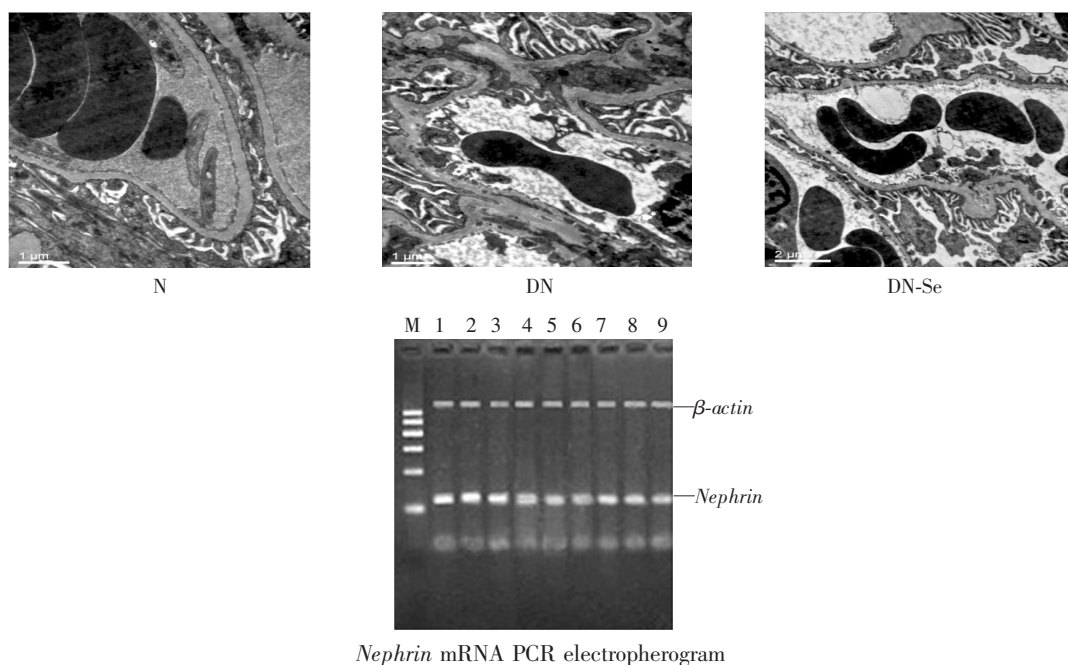 1 μm
1 μm
2 μm
N
DN
DN-Se
M 1 2 3 4 5 6 7 8 9
β-actin
Nephrin
Nephrin mRNA PCR electropherogram